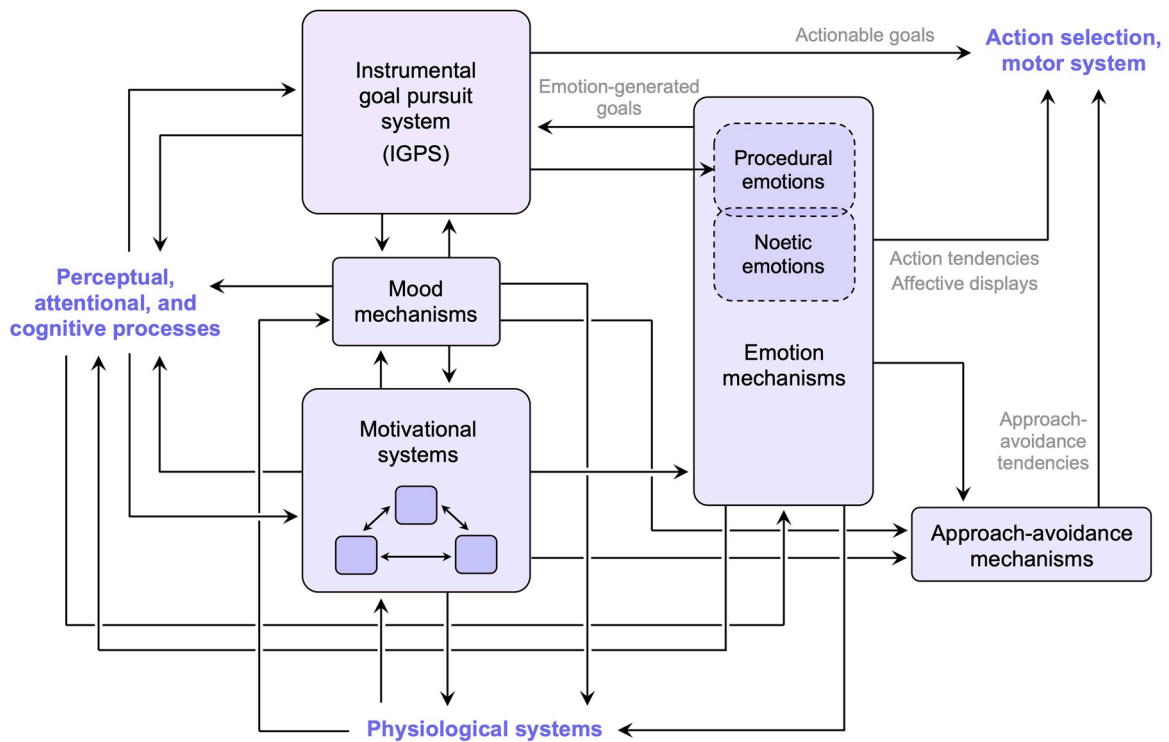 Instrumental
goal pursuit
system
(IGPS)
Actionable goals
Action selection,
motor system
Emotion-generated
goals
Procedural
emotions
Noetic
emotions
Action tendencies
Affective displays
Perceptual,
attentional, and
cognitive processes
Mood
mechanisms
Emotion
mechanisms
Motivational
systems
Approach-
avoidance
tendencies
Approach-avoidance
mechanisms
Physiological systems